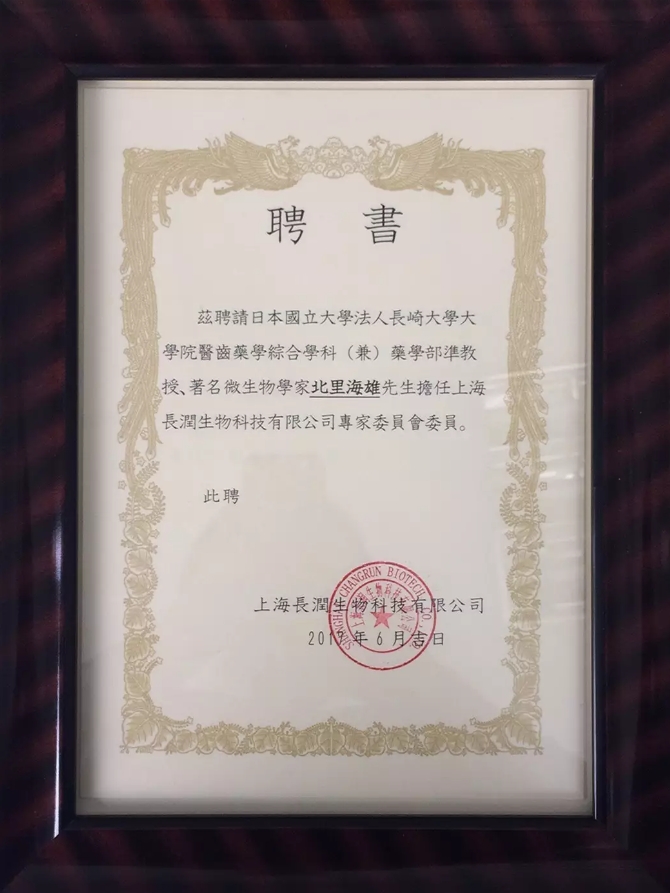 聘書
茲聘請日本國立大學法人長崎大學大
學院醫齒藥學綜合學科（兼）藥學部準教
授、著名微生物學家北里海雄先生擔任上海
長潤生物科技有限公司專家委員會委員。
此聘
上海長潤生物科技有限公司
年6月吉日
SHANGHAI CHANGRUN BIOTECH CO.,